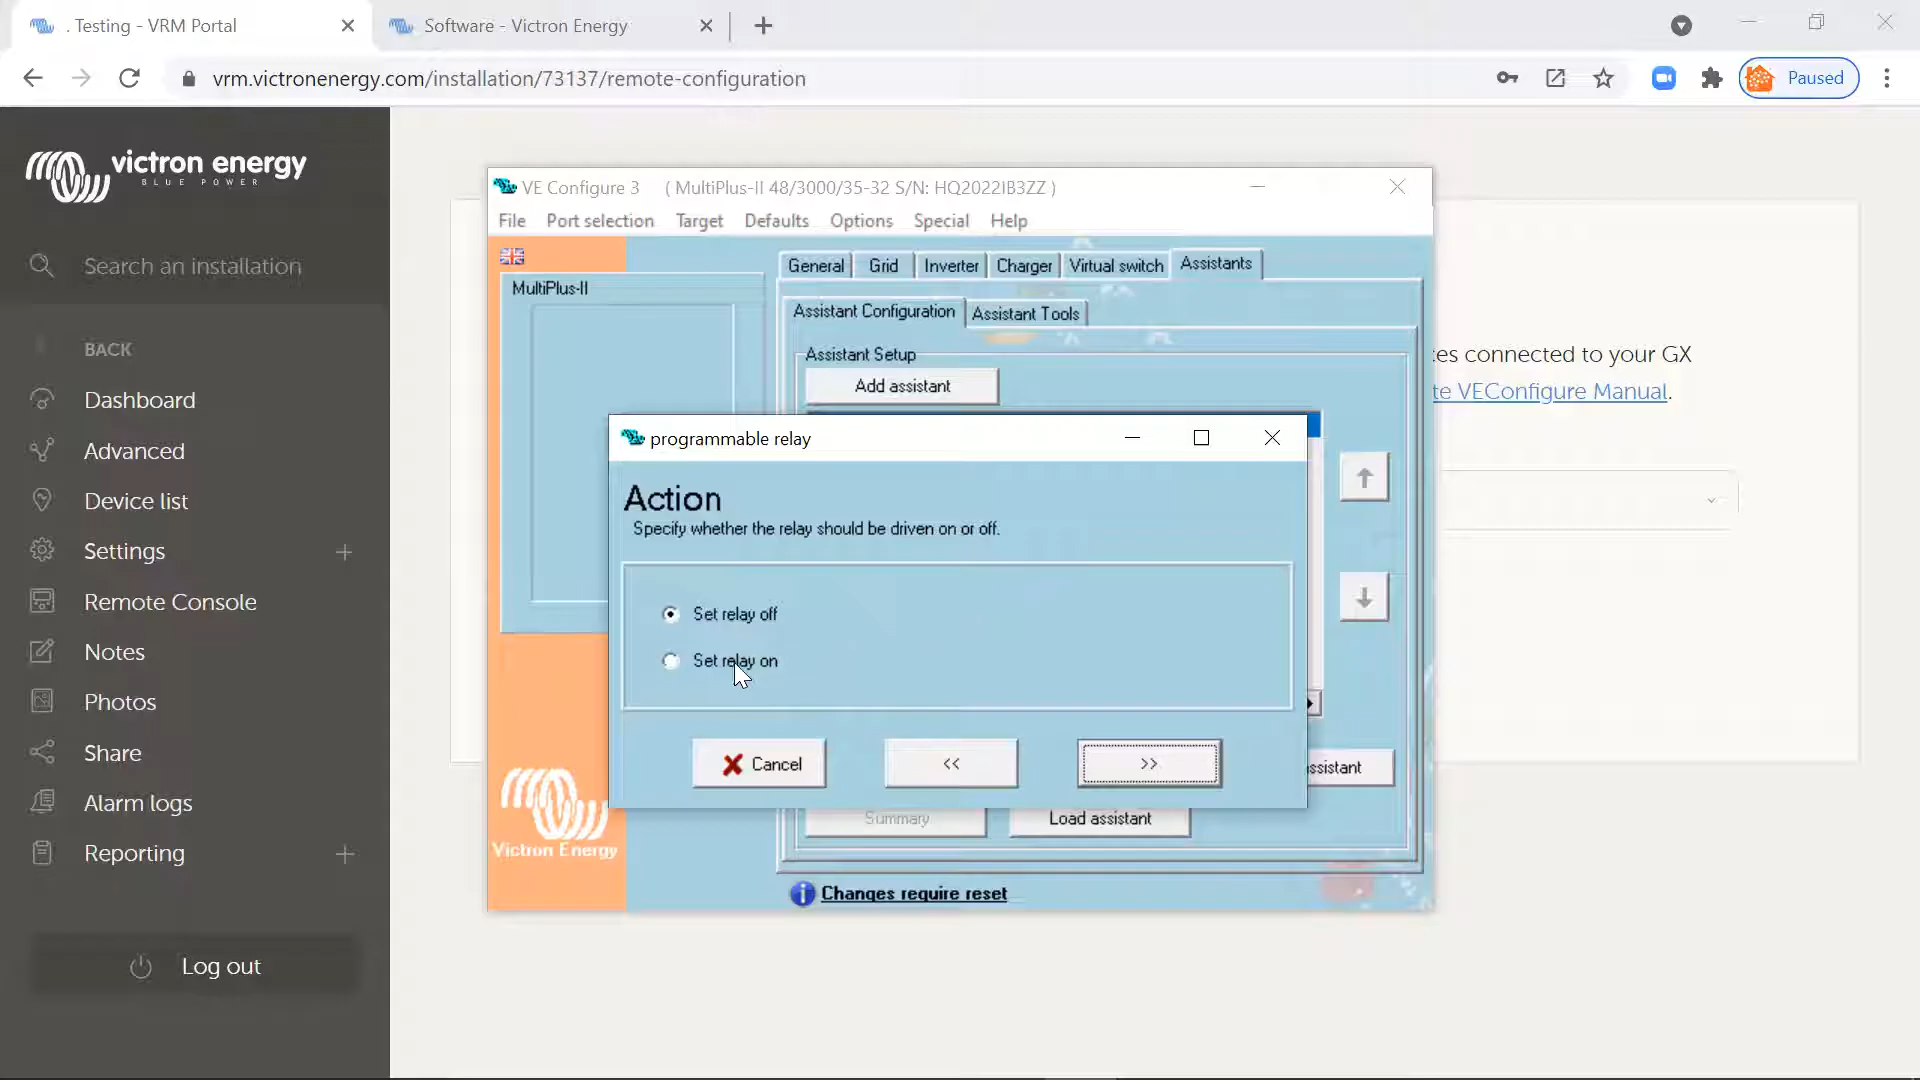 . Testing - VRM Portal
Software - Victron Energy
vrm.victronenergy.com/installation/73137/remote-configuration
Paused
victron energy
BLUE POWER
Search an installation
BACK
Dashboard
Advanced
Device list
Settings
Remote Console
Notes
Photos
Share
Alarm logs
Reporting
Log out
VE Configure 3 ( MultiPlus-II 48/3000/35-32 S/N: HQ2022IB3ZZ )
File Port selection Target Defaults Options Special Help
MultiPlus-II
General Grid Inverter Charger Virtual switch Assistants
Assistant Configuration Assistant Tools
Assistant Setup
Add assistant
es connected to your GX
te VEConfigure Manual.
programmable relay
Action
Specify whether the relay should be driven on or off.
Set relay off
Set relay on
Cancel << >>
ssistant
Summary Load assistant
Victron Energy
Changes require reset